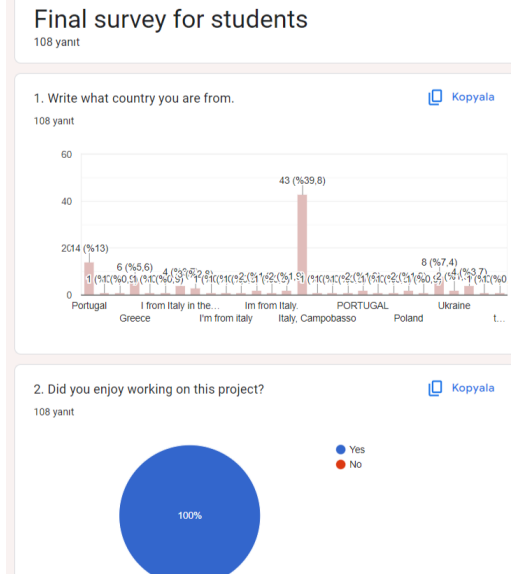 Final survey for students
108 yanıt
1. Write what country you are from.
Kopyala
108 yanıt
60
43 (%39,8)
40
20
14 (%13)
8 (%7,4)
6 (%5,6)
0
Portugal
I from Italy in the...
Im from Italy.
PORTUGAL
Ukraine
Greece
I'm from italy
Italy, Campobasso
Poland
t...
2. Did you enjoy working on this project?
Kopyala
108 yanıt
Yes
No
100%